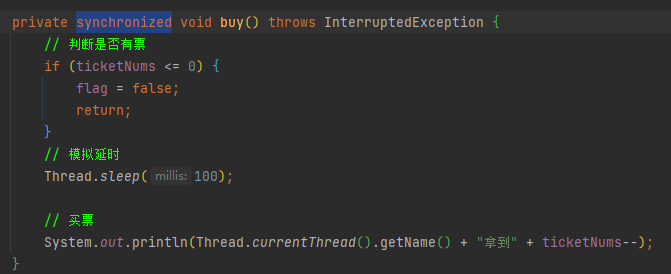 private synchronized void buy() throws InterruptedException {
// 判断是否有票
if (ticketNums <= 0) {
flag = false;
return;
}
// 模拟延时
Thread.sleep( millis: 100);
// 买票
System.out.println(Thread.currentThread().getName() + "拿到" + ticketNums--);
}